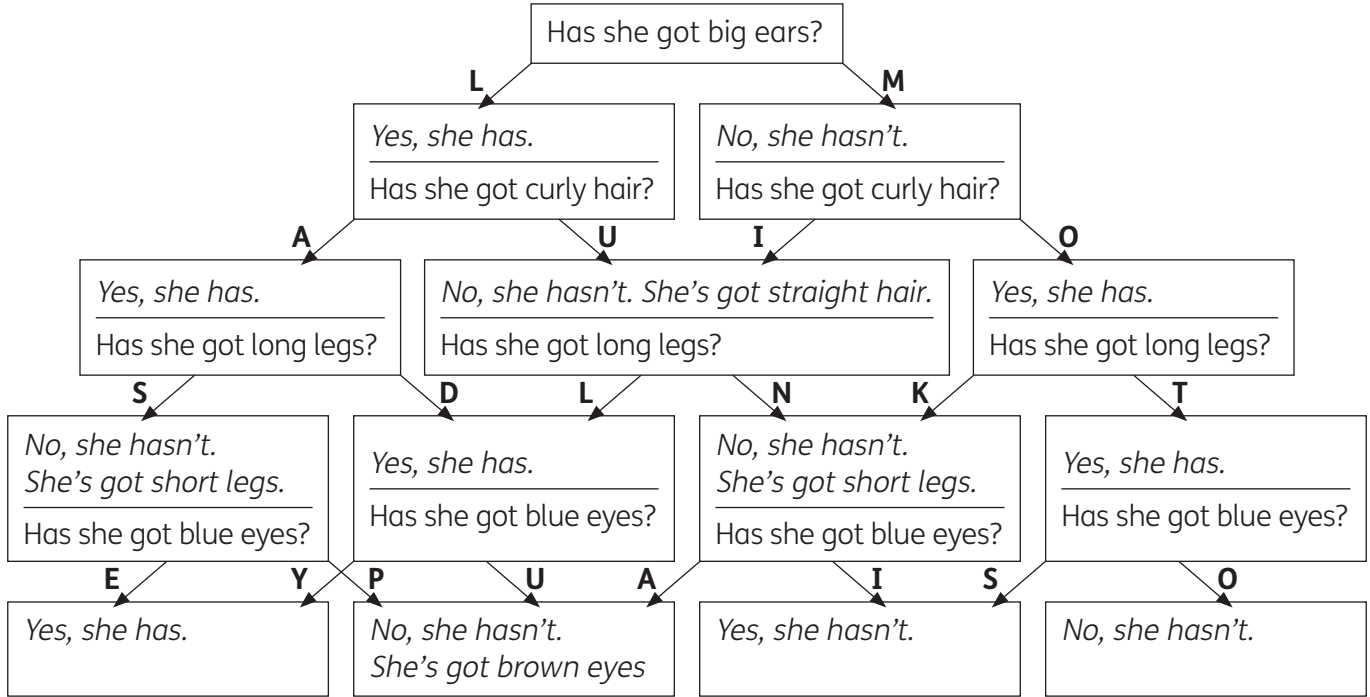 Has she got big ears?
L
M
Yes, she has.
Has she got curly hair?
No, she hasn't.
Has she got curly hair?
A
U
I
O
Yes, she has.
Has she got long legs?
No, she hasn't. She's got straight hair.
Has she got long legs?
Yes, she has.
Has she got long legs?
S
D
L
N
K
T
No, she hasn't.
She's got short legs.
Has she got blue eyes?
Yes, she has.
Has she got blue eyes?
No, she hasn't.
She's got short legs.
Has she got blue eyes?
Yes, she has.
Has she got blue eyes?
E
Y
P
U
A
I
S
O
Yes, she has.
No, she hasn't.
She's got brown eyes
Yes, she hasn't.
No, she hasn't.